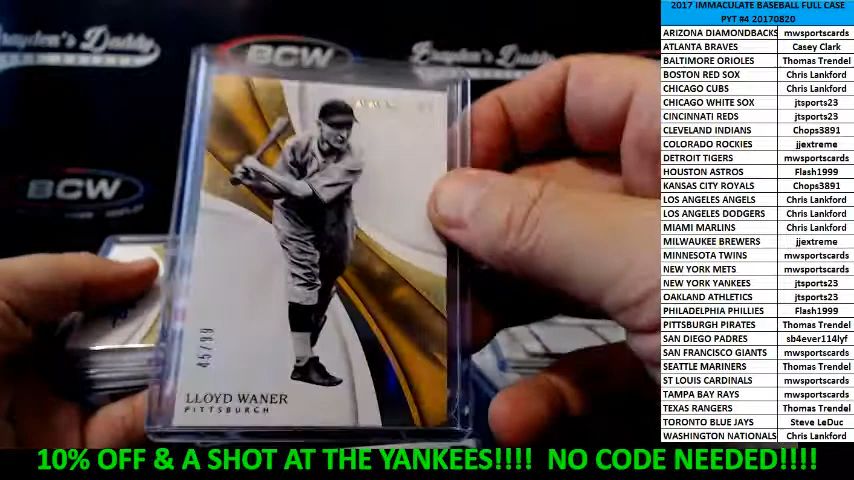 Brayden's Daddy
BCW
Brayden's Daddy
BCW
45/99
LLOYD WANER
PITTSBURGH
2017 IMMACULATE BASEBALL FULL CASE
PYT #4 20170820
ARIZONA DIAMONDBACKS mwsportscards
ATLANTA BRAVES Casey Clark
BALTIMORE ORIOLES Thomas Trendel
BOSTON RED SOX Chris Lankford
CHICAGO CUBS Chris Lankford
CHICAGO WHITE SOX jtsports23
CINCINNATI REDS jtsports23
CLEVELAND INDIANS Chops3891
COLORADO ROCKIES jjextreme
DETROIT TIGERS mwsportscards
HOUSTON ASTROS Flash1999
KANSAS CITY ROYALS Chops3891
LOS ANGELES ANGELS Chris Lankford
LOS ANGELES DODGERS Chris Lankford
MIAMI MARLINS Chris Lankford
MILWAUKEE BREWERS jjextreme
MINNESOTA TWINS mwsportscards
NEW YORK METS mwsportscards
NEW YORK YANKEES jtsports23
OAKLAND ATHLETICS jtsports23
PHILADELPHIA PHILLIES Flash1999
PITTSBURGH PIRATES Thomas Trendel
SAN DIEGO PADRES sb4ever114lyf
SAN FRANCISCO GIANTS mwsportscards
SEATTLE MARINERS Thomas Trendel
ST LOUIS CARDINALS mwsportscards
TAMPA BAY RAYS mwsportscards
TEXAS RANGERS Thomas Trendel
TORONTO BLUE JAYS Steve LeDuc
WASHINGTON NATIONALS Chris Lankford
10% OFF & A SHOT AT THE YANKEES!!!! NO CODE NEEDED!!!!